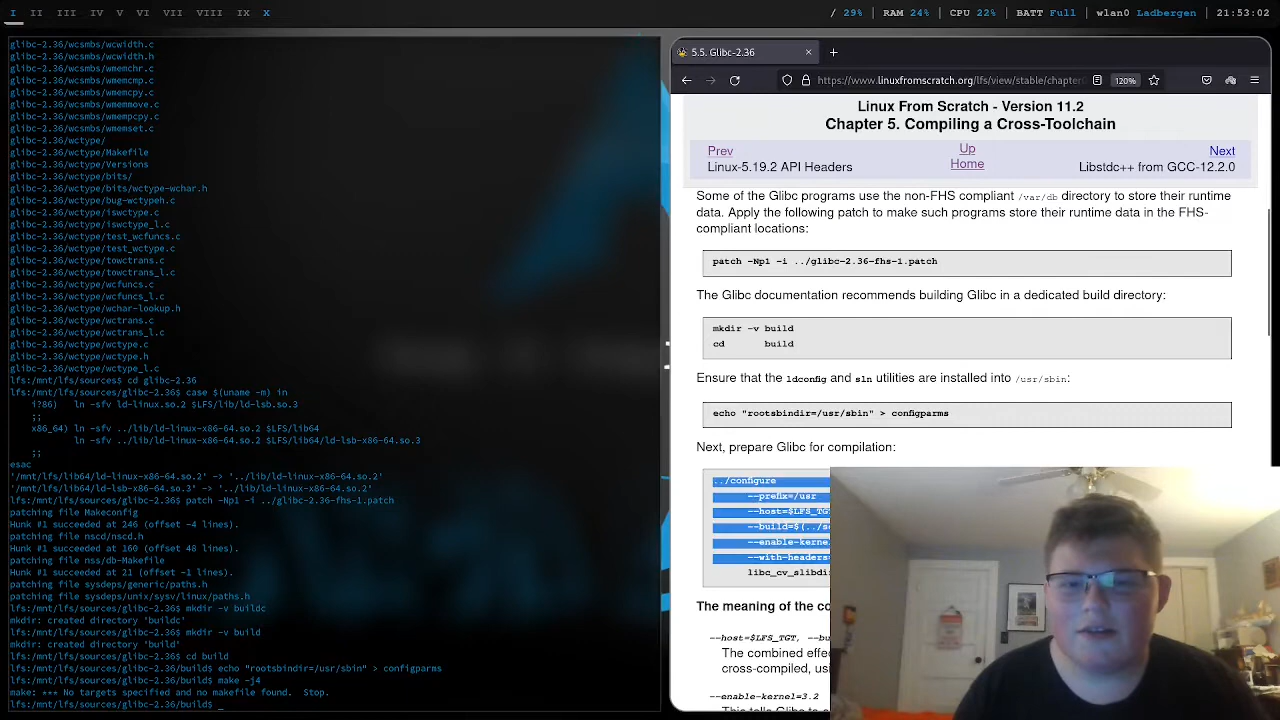 I II III IV V VI VII VIII IX X
/ 29% | RAM 24% | CPU 22% | BATT Full | wlan0 Ladbergen | 21:53:02
glibc-2.36/wcsmbs/wcwidth.c
glibc-2.36/wcsmbs/wcwidth.h
glibc-2.36/wcsmbs/wmemchr.c
glibc-2.36/wcsmbs/wmemcmp.c
glibc-2.36/wcsmbs/wmemcpy.c
glibc-2.36/wcsmbs/wmemmove.c
glibc-2.36/wcsmbs/wmempcpy.c
glibc-2.36/wcsmbs/wmemset.c
glibc-2.36/wctype/
glibc-2.36/wctype/Makefile
glibc-2.36/wctype/Versions
glibc-2.36/wctype/bits/
glibc-2.36/wctype/bits/wctype-wchar.h
glibc-2.36/wctype/bug-wctypeh.c
glibc-2.36/wctype/iswctype.c
glibc-2.36/wctype/iswctype_l.c
glibc-2.36/wctype/test_wcfuncs.c
glibc-2.36/wctype/test_wctype.c
glibc-2.36/wctype/towctrans.c
glibc-2.36/wctype/towctrans_l.c
glibc-2.36/wctype/wcfuncs.c
glibc-2.36/wctype/wcfuncs_l.c
glibc-2.36/wctype/wchar-lookup.h
glibc-2.36/wctype/wctrans.c
glibc-2.36/wctype/wctrans_l.c
glibc-2.36/wctype/wctype.c
glibc-2.36/wctype/wctype.h
glibc-2.36/wctype/wctype_l.c
lfs:/mnt/lfs/sources$ cd glibc-2.36
lfs:/mnt/lfs/sources/glibc-2.36$ case $(uname -m) in
i?86) ln -sfv ld-linux.so.2 $LFS/lib/ld-lsb.so.3
;;
x86_64) ln -sfv ../lib/ld-linux-x86-64.so.2 $LFS/lib64
ln -sfv ../lib/ld-linux-x86-64.so.2 $LFS/lib64/ld-lsb-x86-64.so.3
;;
esac
'/mnt/lfs/lib64/ld-linux-x86-64.so.2' -> '../lib/ld-linux-x86-64.so.2'
'/mnt/lfs/lib64/ld-lsb-x86-64.so.3' -> '../lib/ld-linux-x86-64.so.2'
lfs:/mnt/lfs/sources/glibc-2.36$ patch -Np1 -i ../glibc-2.36-fhs-1.patch
patching file Makeconfig
Hunk #1 succeeded at 246 (offset -4 lines).
patching file nscd/nscd.h
Hunk #1 succeeded at 160 (offset 48 lines).
patching file nss/db-Makefile
Hunk #1 succeeded at 21 (offset -1 lines).
patching file sysdeps/generic/paths.h
patching file sysdeps/unix/sysv/linux/paths.h
lfs:/mnt/lfs/sources/glibc-2.36$ mkdir -v buildc
mkdir: created directory 'buildc'
lfs:/mnt/lfs/sources/glibc-2.36$ mkdir -v build
mkdir: created directory 'build'
lfs:/mnt/lfs/sources/glibc-2.36$ cd build
lfs:/mnt/lfs/sources/glibc-2.36/build$ echo "rootsbindir=/usr/sbin" > configparms
lfs:/mnt/lfs/sources/glibc-2.36/build$ make -j4
make: *** No targets specified and no makefile found. Stop.
lfs:/mnt/lfs/sources/glibc-2.36/build$ _
5.5. Glibc-2.36
https://www.linuxfromscratch.org/lfs/view/stable/chapter 120%
Linux From Scratch - Version 11.2
Chapter 5. Compiling a Cross-Toolchain
Prev Up Next
Linux-5.19.2 API Headers Home Libstdc++ from GCC-12.2.0
Some of the Glibc programs use the non-FHS compliant /var/db directory to store their runtime
data. Apply the following patch to make such programs store their runtime data in the FHS-
compliant locations:
patch -Np1 -i ../glibc-2.36-fhs-1.patch
The Glibc documentation recommends building Glibc in a dedicated build directory:
mkdir -v build
cd build
Ensure that the ldconfig and sln utilities are installed into /usr/sbin:
echo "rootsbindir=/usr/sbin" > configparms
Next, prepare Glibc for compilation:
../configure
--prefix=/usr
--host=$LFS_TG
--build=$(../s
--enable-kerne
--with-headers
libc_cv_slibdi
The meaning of the co
--host=$LFS_TGT, --bu
The combined effe
cross-compiled, us
--enable-kernel=3.2
This tells Glibc to